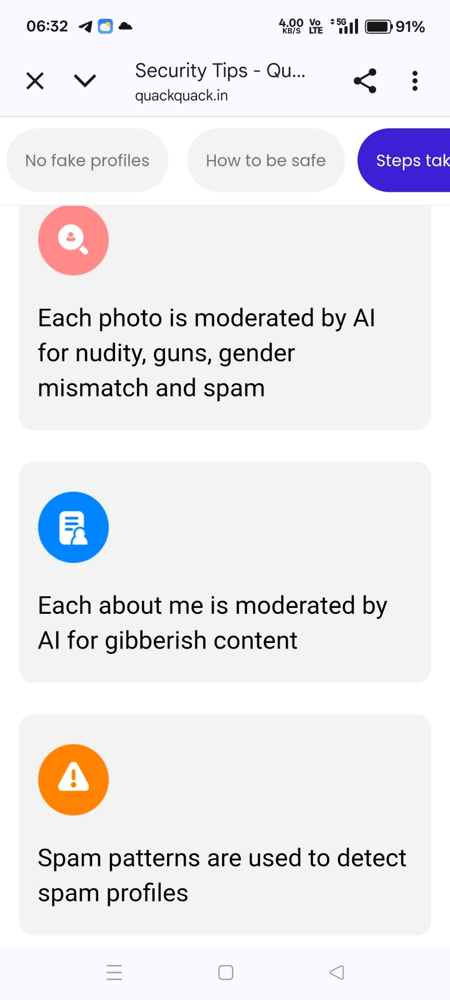 06:32
4.00 KB/S Vo LTE 5G 91%
Security Tips - Qu...
quackquack.in
No fake profiles
How to be safe
Steps tak
Each photo is moderated by AI
for nudity, guns, gender
mismatch and spam
Each about me is moderated by
AI for gibberish content
Spam patterns are used to detect
spam profiles